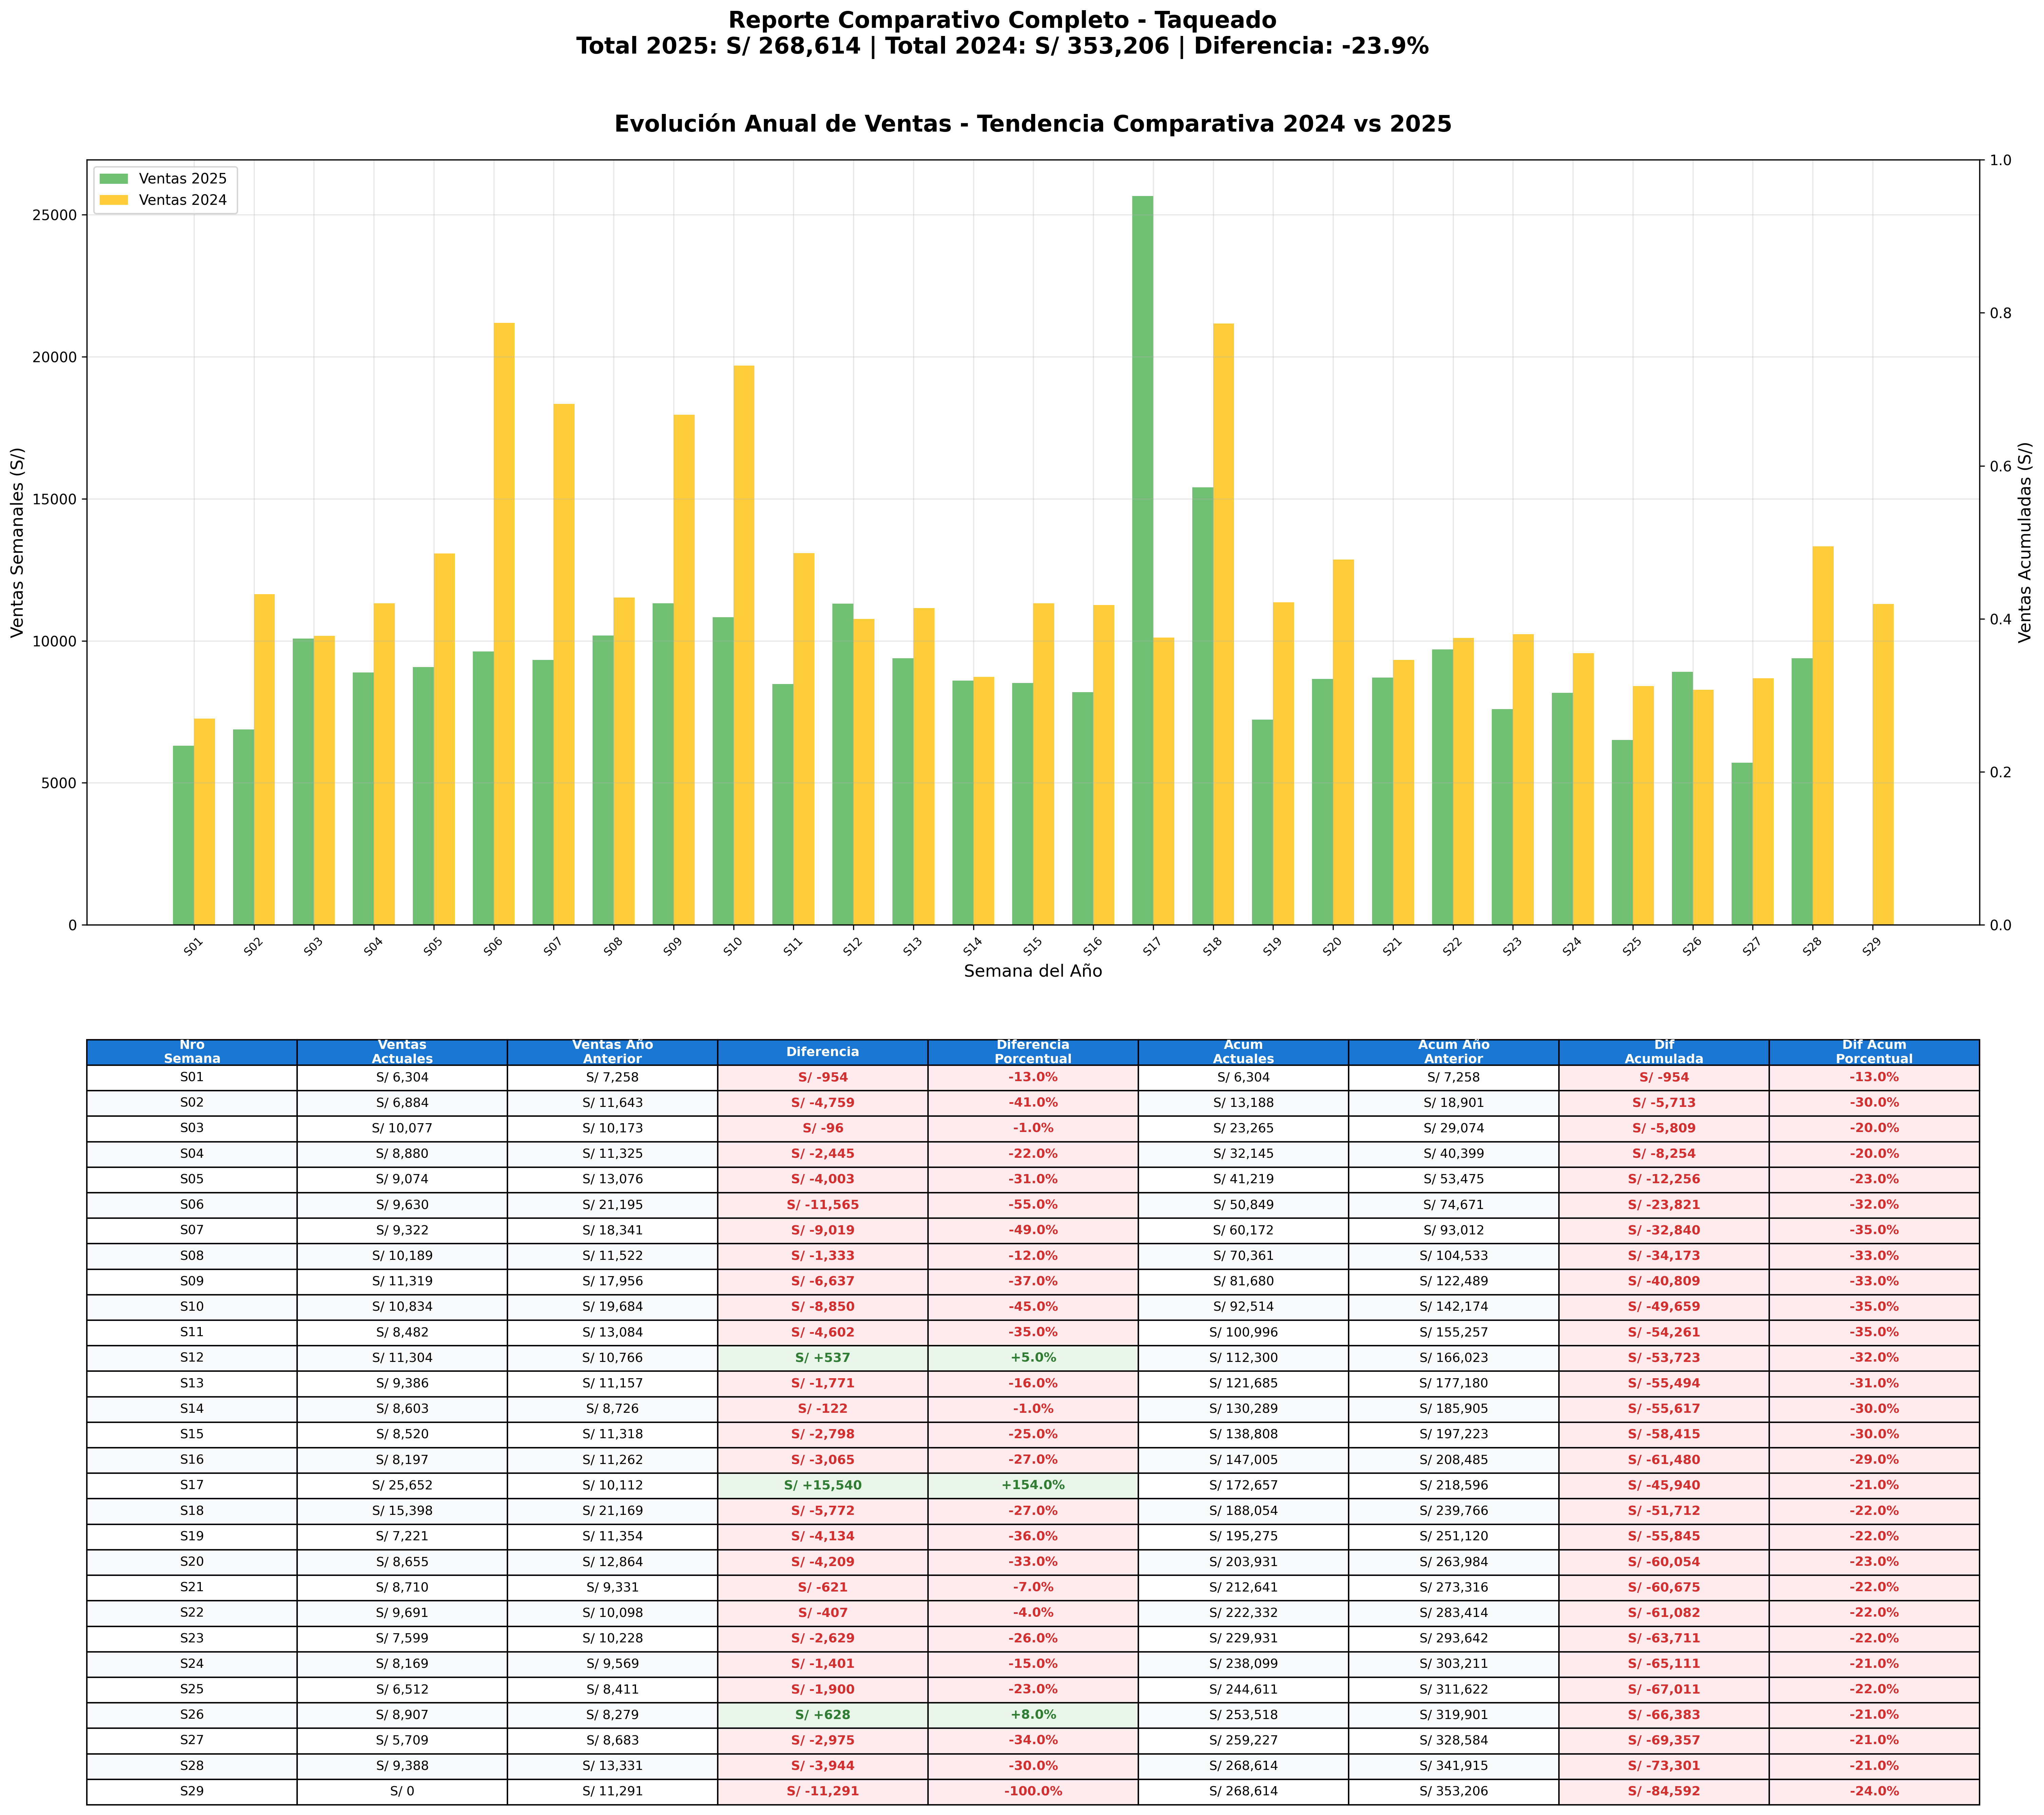 Reporte Comparativo Completo - Taqueado
Total 2025: S/ 268,614 | Total 2024: S/ 353,206 | Diferencia: -23.9%
Evolución Anual de Ventas - Tendencia Comparativa 2024 vs 2025
Ventas 2025
Ventas 2024
Ventas Semanales (S/)
25000
20000
15000
10000
5000
0
1.0
0.8
0.6
0.4
0.2
0.0
Ventas Acumuladas (S/)
S01 S02 S03 S04 S05 S06 S07 S08 S09 S10 S11 S12 S13 S14 S15 S16 S17 S18 S19 S20 S21 S22 S23 S24 S25 S26 S27 S28 S29
Semana del Año
Nro Semana | Ventas Actuales | Ventas Año Anterior | Diferencia | Diferencia Porcentual | Acum Actuales | Acum Año Anterior | Dif Acumulada | Dif Acum Porcentual
S01 S/ 6,304 S/ 7,258 S/ -954 -13.0% S/ 6,304 S/ 7,258 S/ -954 -13.0%
S02 S/ 6,884 S/ 11,643 S/ -4,759 -41.0% S/ 13,188 S/ 18,901 S/ -5,713 -30.0%
S03 S/ 10,077 S/ 10,173 S/ -96 -1.0% S/ 23,265 S/ 29,074 S/ -5,809 -20.0%
S04 S/ 8,880 S/ 11,325 S/ -2,445 -22.0% S/ 32,145 S/ 40,399 S/ -8,254 -20.0%
S05 S/ 9,074 S/ 13,076 S/ -4,003 -31.0% S/ 41,219 S/ 53,475 S/ -12,256 -23.0%
S06 S/ 9,630 S/ 21,195 S/ -11,565 -55.0% S/ 50,849 S/ 74,671 S/ -23,821 -32.0%
S07 S/ 9,322 S/ 18,341 S/ -9,019 -49.0% S/ 60,172 S/ 93,012 S/ -32,840 -35.0%
S08 S/ 10,189 S/ 11,522 S/ -1,333 -12.0% S/ 70,361 S/ 104,533 S/ -34,173 -33.0%
S09 S/ 11,319 S/ 17,956 S/ -6,637 -37.0% S/ 81,680 S/ 122,489 S/ -40,809 -33.0%
S10 S/ 10,834 S/ 19,684 S/ -8,850 -45.0% S/ 92,514 S/ 142,174 S/ -49,659 -35.0%
S11 S/ 8,482 S/ 13,084 S/ -4,602 -35.0% S/ 100,996 S/ 155,257 S/ -54,261 -35.0%
S12 S/ 11,304 S/ 10,766 S/ +537 +5.0% S/ 112,300 S/ 166,023 S/ -53,723 -32.0%
S13 S/ 9,386 S/ 11,157 S/ -1,771 -16.0% S/ 121,685 S/ 177,180 S/ -55,494 -31.0%
S14 S/ 8,603 S/ 8,726 S/ -122 -1.0% S/ 130,289 S/ 185,905 S/ -55,617 -30.0%
S15 S/ 8,520 S/ 11,318 S/ -2,798 -25.0% S/ 138,808 S/ 197,223 S/ -58,415 -30.0%
S16 S/ 8,197 S/ 11,262 S/ -3,065 -27.0% S/ 147,005 S/ 208,485 S/ -61,480 -29.0%
S17 S/ 25,652 S/ 10,112 S/ +15,540 +154.0% S/ 172,657 S/ 218,596 S/ -45,940 -21.0%
S18 S/ 15,398 S/ 21,169 S/ -5,772 -27.0% S/ 188,054 S/ 239,766 S/ -51,712 -22.0%
S19 S/ 7,221 S/ 11,354 S/ -4,134 -36.0% S/ 195,275 S/ 251,120 S/ -55,845 -22.0%
S20 S/ 8,655 S/ 12,864 S/ -4,209 -33.0% S/ 203,931 S/ 263,984 S/ -60,054 -23.0%
S21 S/ 8,710 S/ 9,331 S/ -621 -7.0% S/ 212,641 S/ 273,316 S/ -60,675 -22.0%
S22 S/ 9,691 S/ 10,098 S/ -407 -4.0% S/ 222,332 S/ 283,414 S/ -61,082 -22.0%
S23 S/ 7,599 S/ 10,228 S/ -2,629 -26.0% S/ 229,931 S/ 293,642 S/ -63,711 -22.0%
S24 S/ 8,169 S/ 9,569 S/ -1,401 -15.0% S/ 238,099 S/ 303,211 S/ -65,111 -21.0%
S25 S/ 6,512 S/ 8,411 S/ -1,900 -23.0% S/ 244,611 S/ 311,622 S/ -67,011 -22.0%
S26 S/ 8,907 S/ 8,279 S/ +628 +8.0% S/ 253,518 S/ 319,901 S/ -66,383 -21.0%
S27 S/ 5,709 S/ 8,683 S/ -2,975 -34.0% S/ 259,227 S/ 328,584 S/ -69,357 -21.0%
S28 S/ 9,388 S/ 13,331 S/ -3,944 -30.0% S/ 268,614 S/ 341,915 S/ -73,301 -21.0%
S29 S/ 0 S/ 11,291 S/ -11,291 -100.0% S/ 268,614 S/ 353,206 S/ -84,592 -24.0%